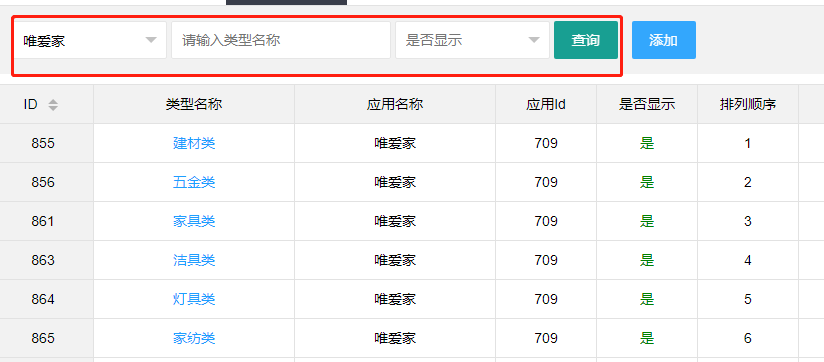 唯爱家 请输入类型名称 是否显示 查询 添加
ID 类型名称 应用名称 应用Id 是否显示 排列顺序
855 建材类 唯爱家 709 是 1
856 五金类 唯爱家 709 是 2
861 家具类 唯爱家 709 是 3
863 洁具类 唯爱家 709 是 4
864 灯具类 唯爱家 709 是 5
865 家纺类 唯爱家 709 是 6